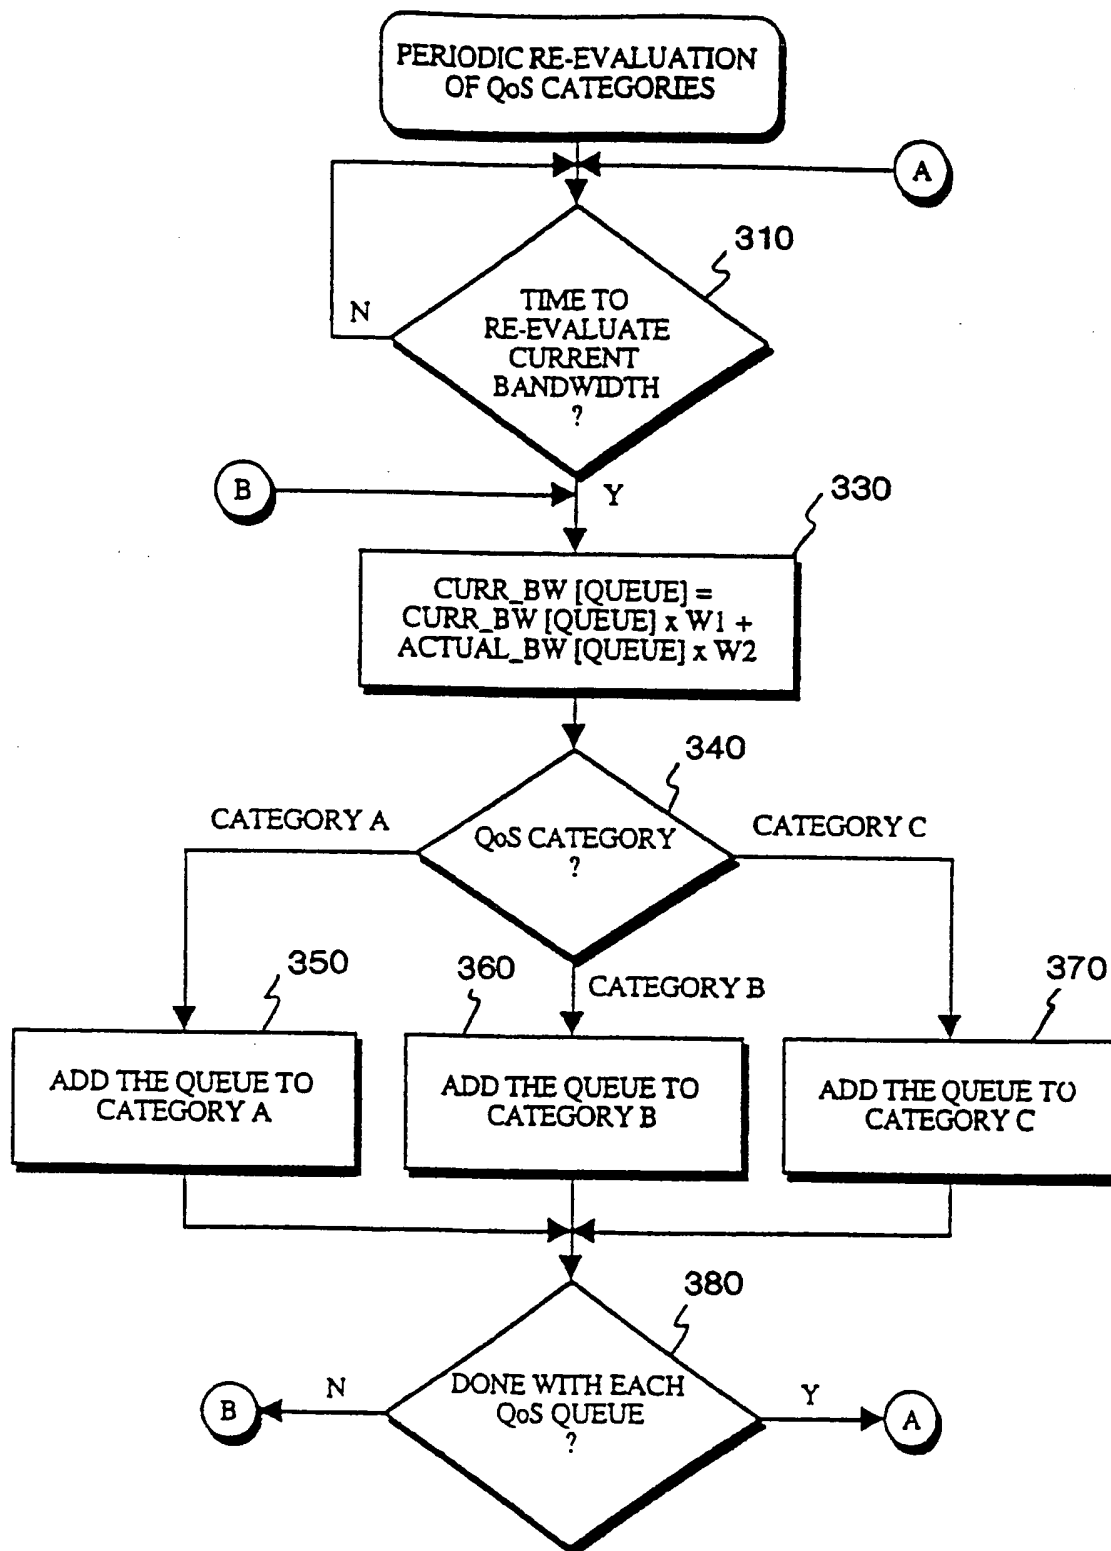 PERIODIC RE-EVALUATION
OF QoS CATEGORIES
A
310
TIME TO
RE-EVALUATE
CURRENT
BANDWIDTH
?
N
B
Y
330
CURR_BW [QUEUE] =
CURR_BW [QUEUE] x W1 +
ACTUAL_BW [QUEUE] x W2
340
CATEGORY A
QoS CATEGORY
?
CATEGORY C
350
360
CATEGORY B
370
ADD THE QUEUE TO
CATEGORY A
ADD THE QUEUE TO
CATEGORY B
ADD THE QUEUE TO
CATEGORY C
380
N
DONE WITH EACH
QoS QUEUE
?
Y
B
A